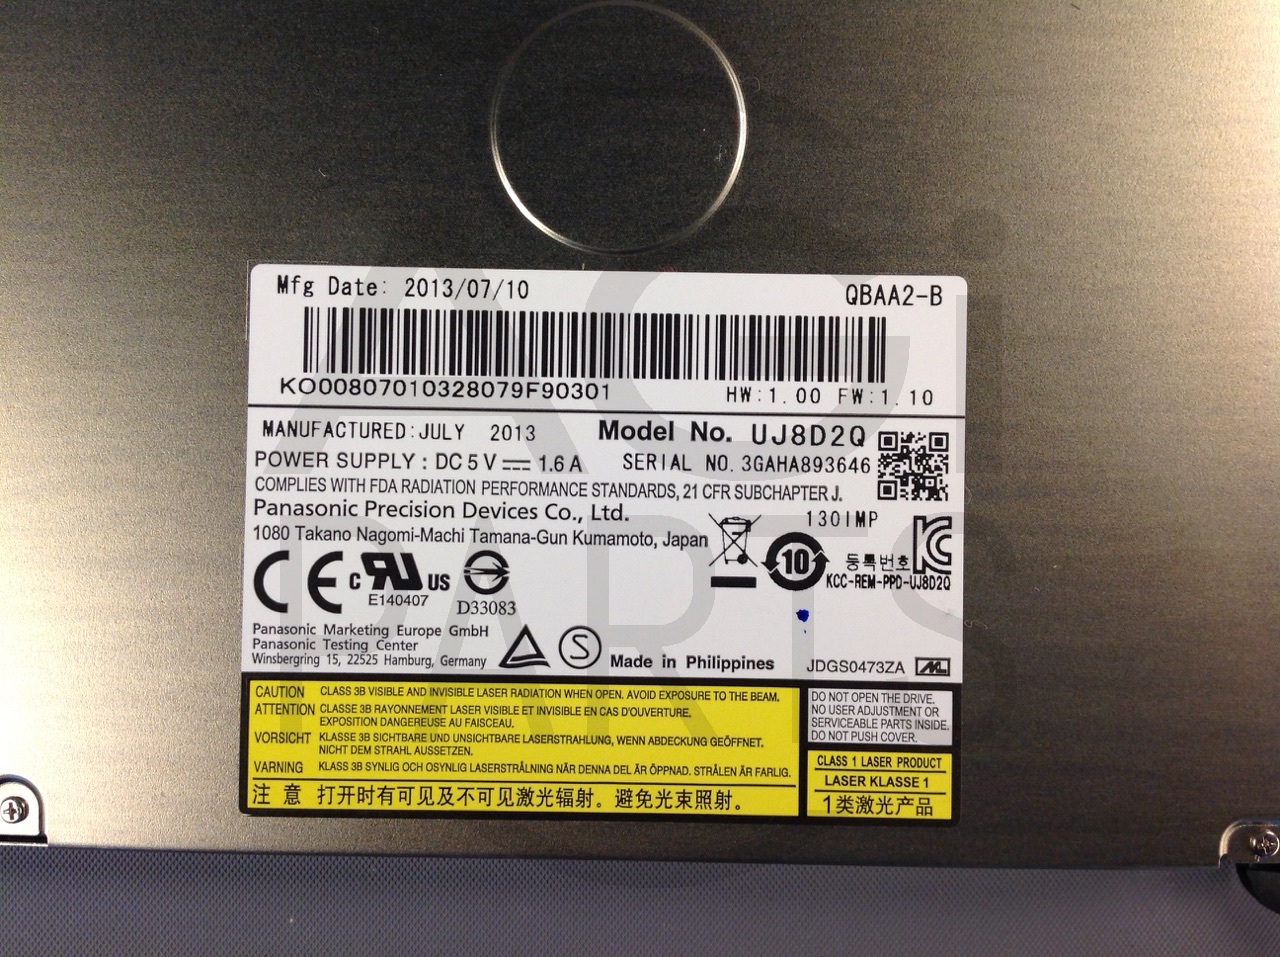 Mfg Date: 2013/07/10 QBAA2-B
KO00807010328079F90301
HW:1.00 FW:1.10
MANUFACTURED:JULY 2013 Model No. UJ8D2Q
POWER SUPPLY : DC 5 V 1.6 A SERIAL NO. 3GAHA893646
COMPLIES WITH FDA RADIATION PERFORMANCE STANDARDS, 21 CFR SUBCHAPTER J.
Panasonic Precision Devices Co., Ltd. 1301MP
1080 Takano Nagomi-Machi Tamana-Gun Kumamoto, Japan
10
등록번호
KCC-REM-PPD-UJ8D2Q
CE c UR US
E140407
D33083
Panasonic Marketing Europe GmbH
Panasonic Testing Center
Winsbergring 15, 22525 Hamburg, Germany
S
Made in Philippines JDGS0473ZA
CAUTION CLASS 3B VISIBLE AND INVISIBLE LASER RADIATION WHEN OPEN. AVOID EXPOSURE TO THE BEAM.
ATTENTION CLASSE 3B RAYONNEMENT LASER VISIBLE ET INVISIBLE EN CAS D'OUVERTURE.
EXPOSITION DANGEREUSE AU FAISCEAU.
VORSICHT KLASSE 3B SICHTBARE UND UNSICHTBARE LASERSTRAHLUNG, WENN ABDECKUNG GEÖFFNET.
NICHT DEM STRAHL AUSSETZEN.
VARNING KLASS 3B SYNLIG OCH OSYNLIG LASERSTRÅLNING NÄR DENNA DEL ÄR ÖPPNAD. STRÅLEN ÄR FARLIG.
注 意 打开时有可见及不可见激光辐射。避免光束照射。
DO NOT OPEN THE DRIVE.
NO USER ADJUSTMENT OR
SERVICEABLE PARTS INSIDE.
DO NOT PUSH COVER.
CLASS 1 LASER PRODUCT
LASER KLASSE 1
1类激光产品